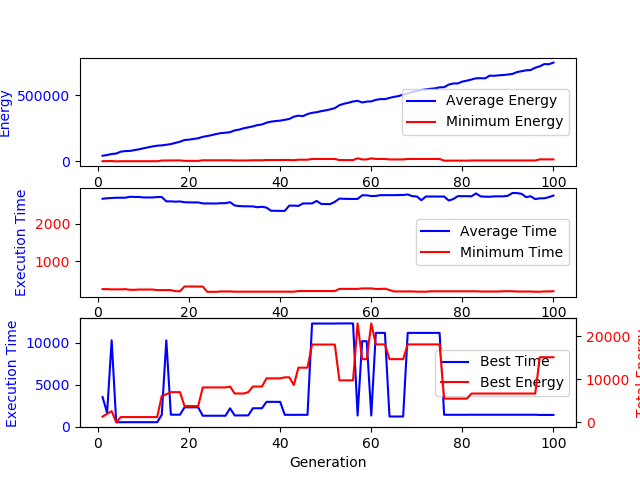 Energy
500000
0
Average Energy
Minimum Energy
0 20 40 60 80 100
Execution Time
2000
1000
Average Time
Minimum Time
0 20 40 60 80 100
Execution Time
10000
5000
0
Best Time
Best Energy
20000
10000
0
Total Energy
0 20 40 60 80 100
Generation